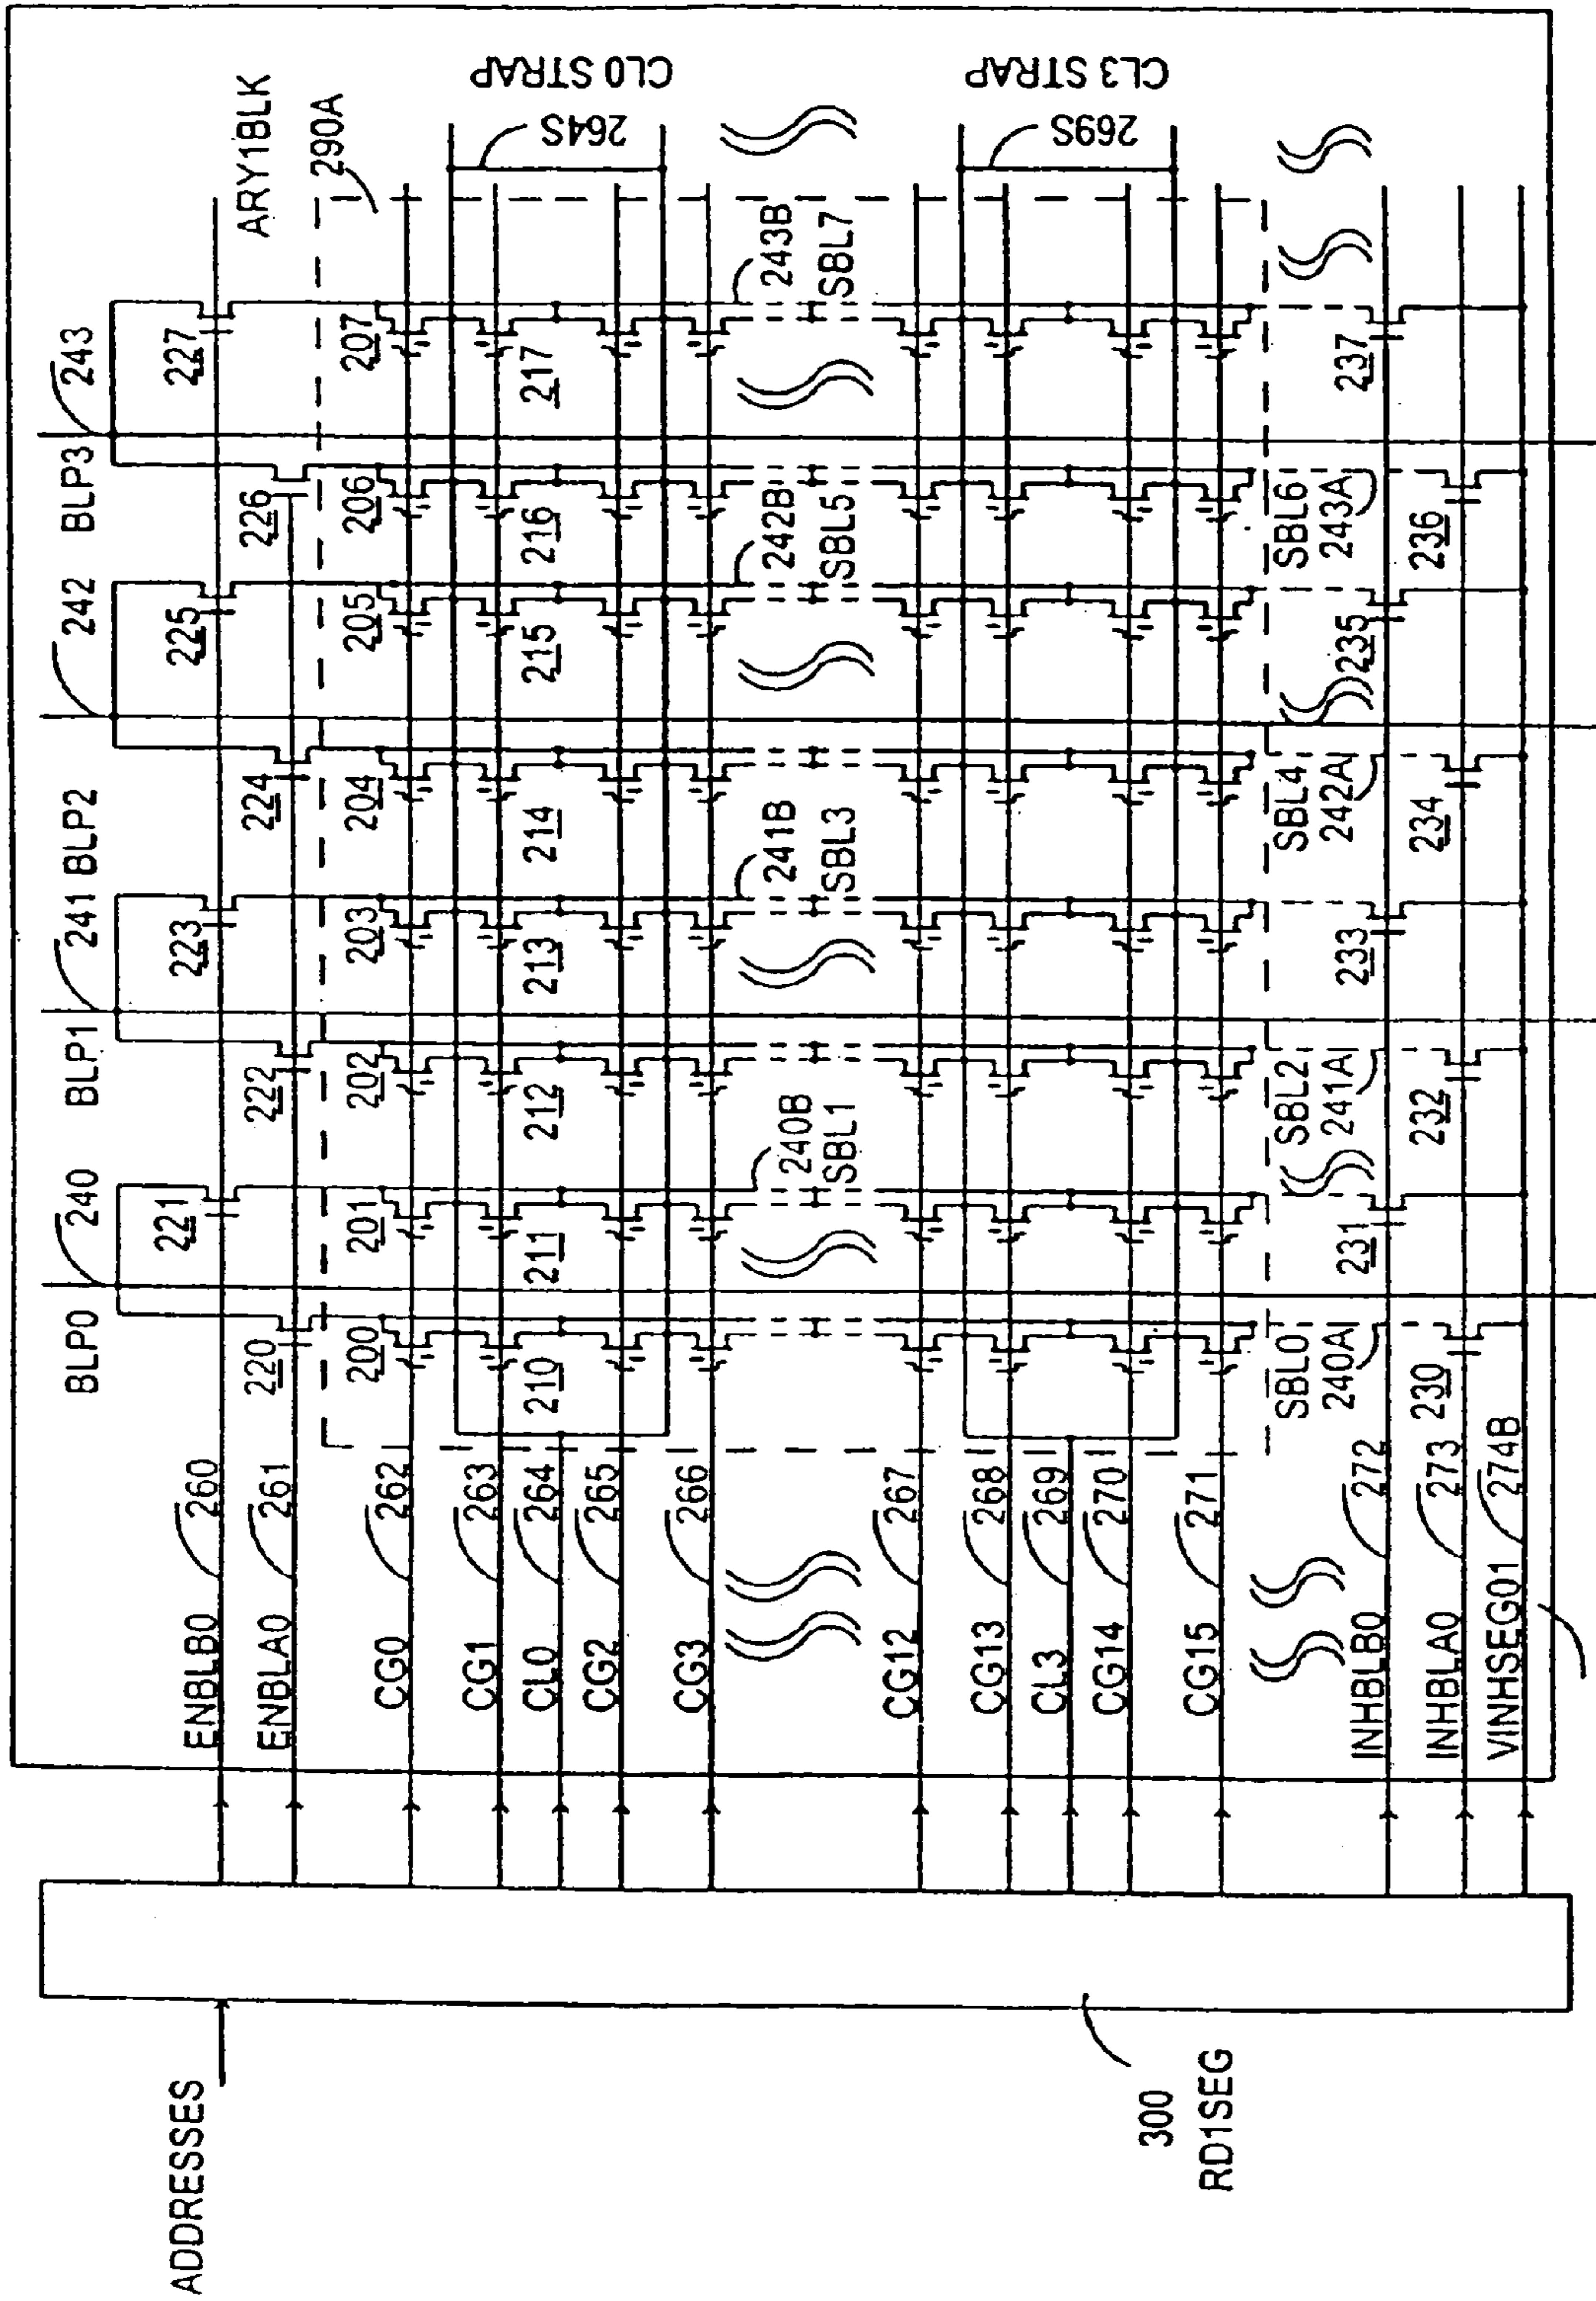 ADDRESSES
300
RD1SEG
BLP0
240
BLP1
241
BLP2
242
BLP3
243
ENBLB0
260
221
223
225
227
ARY1BLK
ENBLA0
261
220
222
224
226
290A
CG0
262
200
201
202
203
204
205
206
207
CG1
263
CL0
264
210
211
212
213
214
215
216
217
264S
CL0 STRAP
CG2
265
CG3
266
240B
SBL1
241B
SBL3
242B
SBL5
243B
SBL7
CG12
267
CG13
268
CL3
269
269S
CL3 STRAP
CG14
270
CG15
271
SBL0
240A
SBL2
241A
SBL4
242A
SBL6
243A
INHBLB0
272
231
233
235
237
INHBLA0
273
230
232
234
236
VINHSEG01
274B